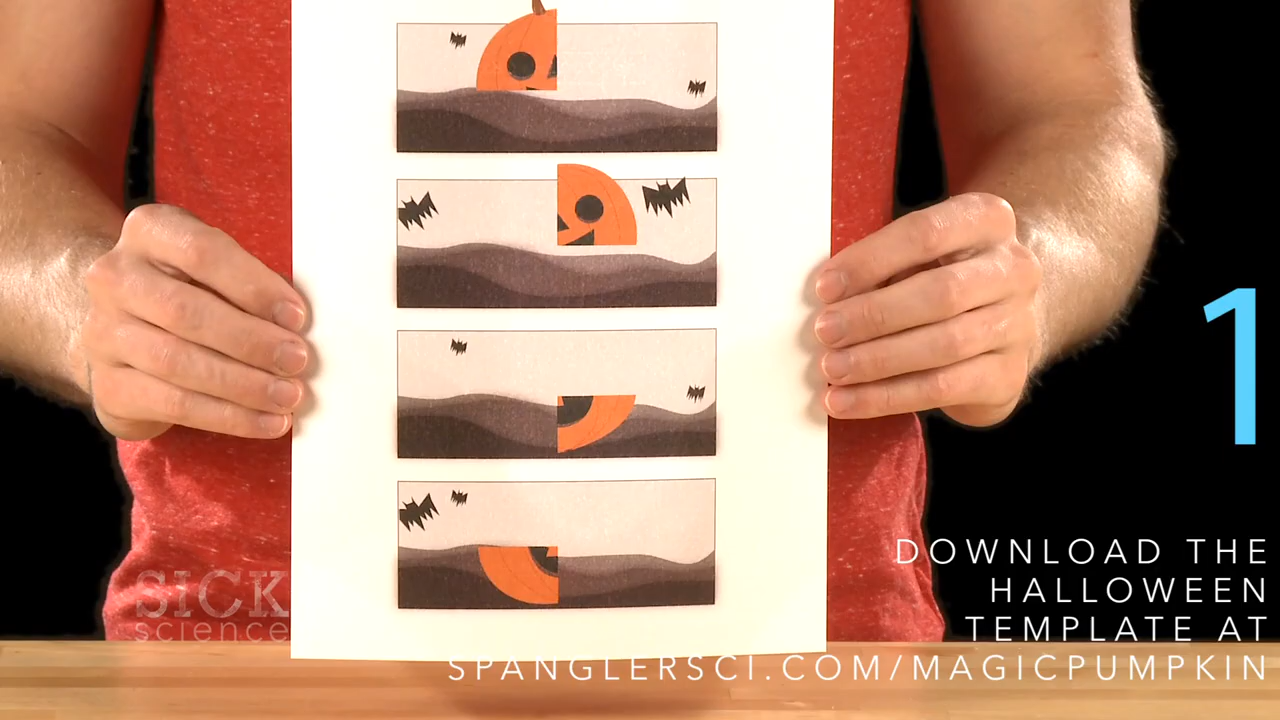 1
SICK
science
DOWNLOAD THE
HALLOWEEN
TEMPLATE AT
SPANGLERSCI.COM/MAGICPUMPKIN